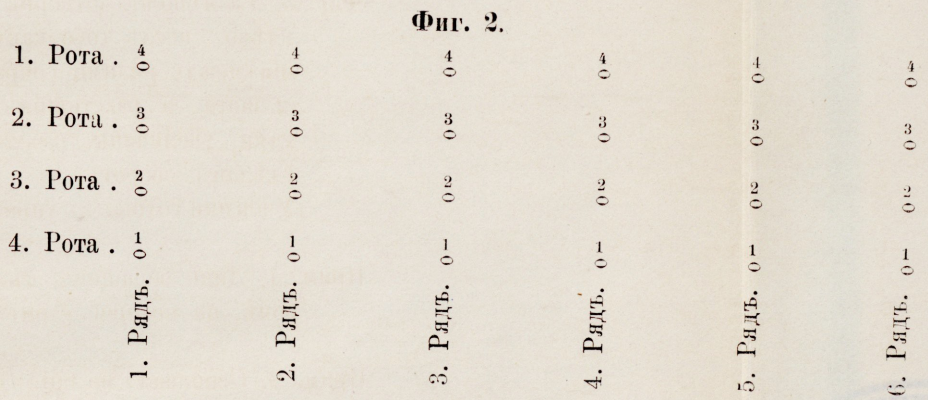 Фиг. 2.
1. Рота . 4 4 4 4 4 4
0 0 0 0 0 0
2. Рота . 3 3 3 3 3 3
0 0 0 0 0 0
3. Рота . 2 2 2 2 2 2
0 0 0 0 0 0
4. Рота . 1 1 1 1 1 1
0 0 0 0 0 0
1. Рядъ.
2. Рядъ.
3. Рядъ.
4. Рядъ.
5. Рядъ.
6. Рядъ.